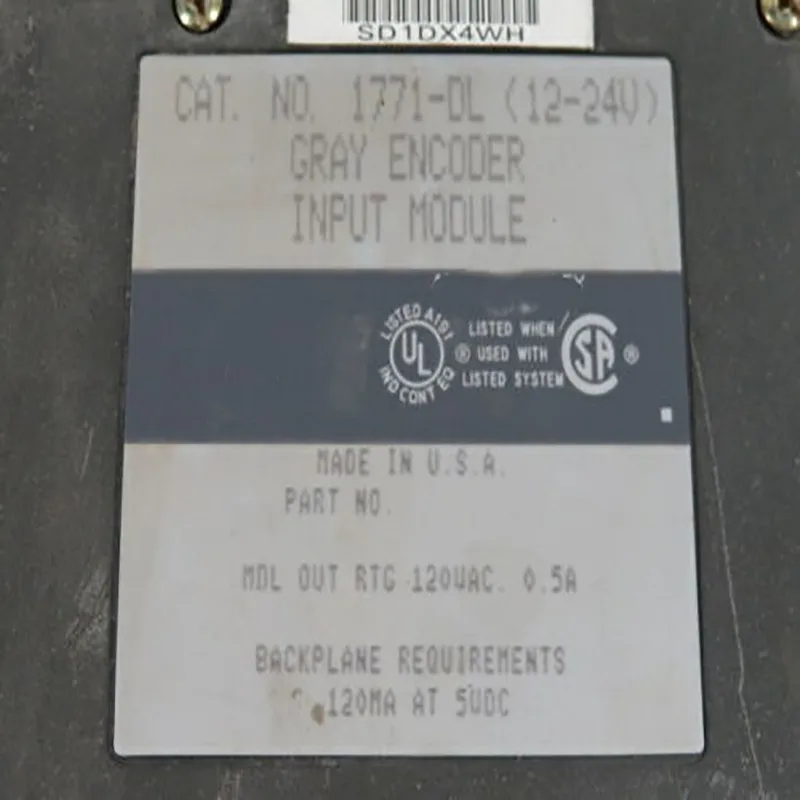 SD1DX4WH
CAT. NO. 1771-DL (12-24V)
GRAY ENCODER
INPUT MODULE
LISTED A191
UL
IND CONT EQ
LISTED WHEN
® USED WITH
LISTED SYSTEM
SA ®
MADE IN U.S.A.
PART NO.
MDL OUT RTG 120VAC. 0.5A
BACKPLANE REQUIREMENTS
120MA AT 5VDC